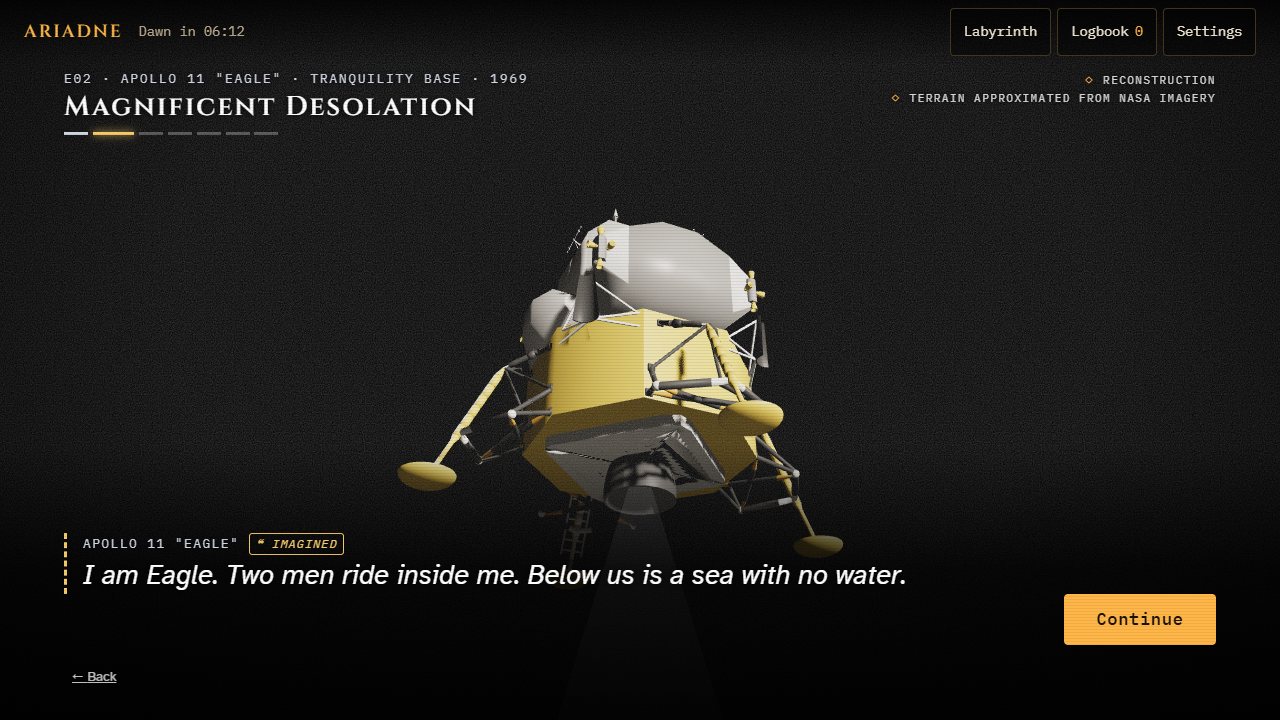 ARIADNE Dawn in 06:12 Labyrinth Logbook 0 Settings
E02 · APOLLO 11 "EAGLE" · TRANQUILITY BASE · 1969
Magnificent Desolation
◇ RECONSTRUCTION
◇ TERRAIN APPROXIMATED FROM NASA IMAGERY
APOLLO 11 "EAGLE" ❝ IMAGINED
I am Eagle. Two men ride inside me. Below us is a sea with no water.
Continue
← Back